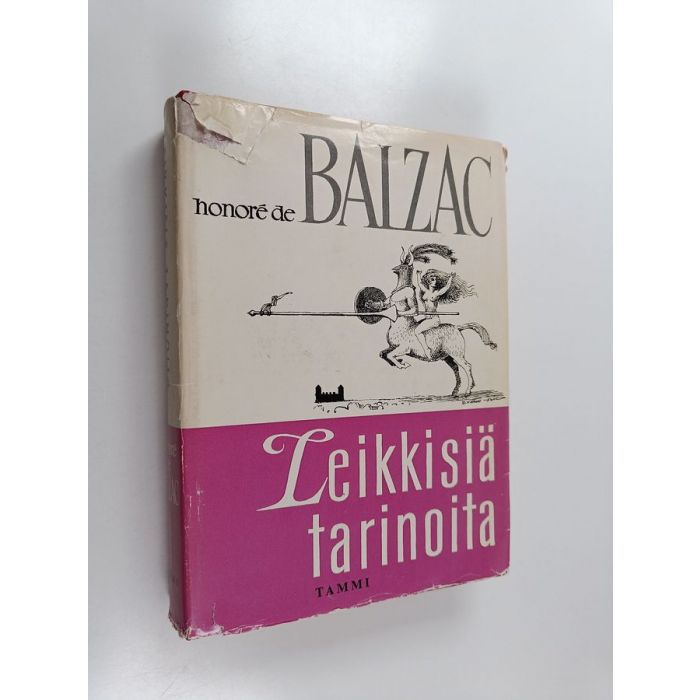 honoré de BALZAC
Leikkisiä
tarinoita
TAMMI